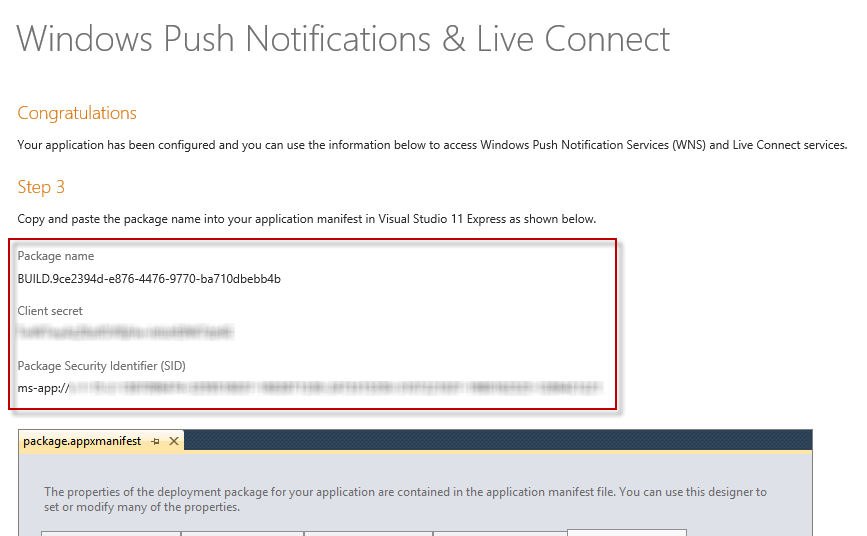 Windows Push Notifications & Live Connect
Congratulations
Your application has been configured and you can use the information below to access Windows Push Notification Services (WNS) and Live Connect services.
Step 3
Copy and paste the package name into your application manifest in Visual Studio 11 Express as shown below.
Package name
BUILD.9ce2394d-e876-4476-9770-ba710dbebb4b
Client secret
Package Security Identifier (SID)
ms-app://
package.appxmanifest
The properties of the deployment package for your application are contained in the application manifest file. You can use this designer to
set or modify many of the properties.